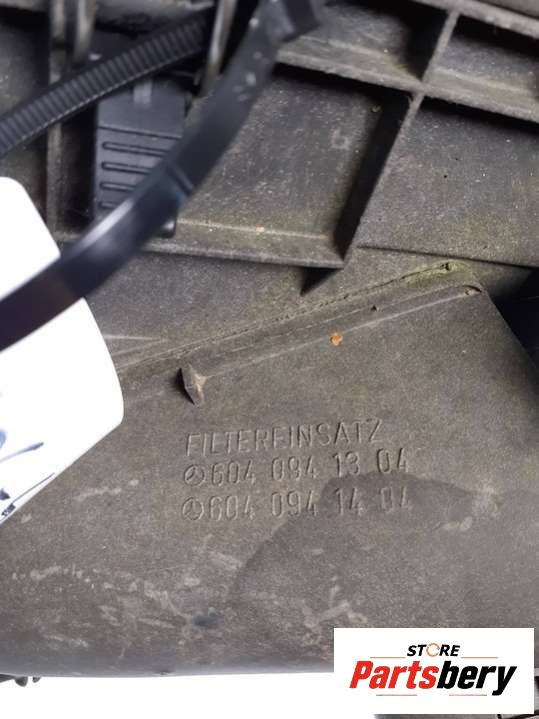 FILTEREINSATZ
604 094 13 04
604 094 14 04
STORE
Partsbery